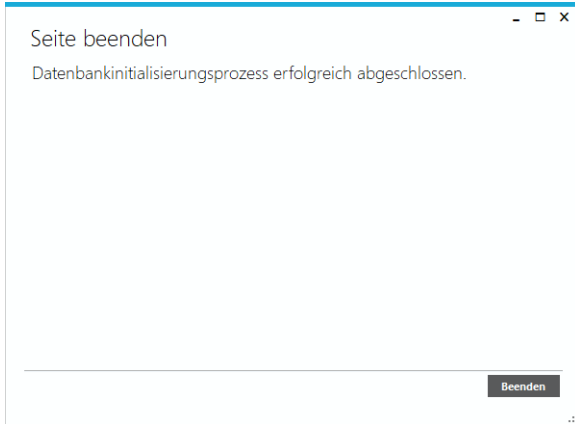 Seite beenden
Datenbankinitialisierungsprozess erfolgreich abgeschlossen.
Beenden